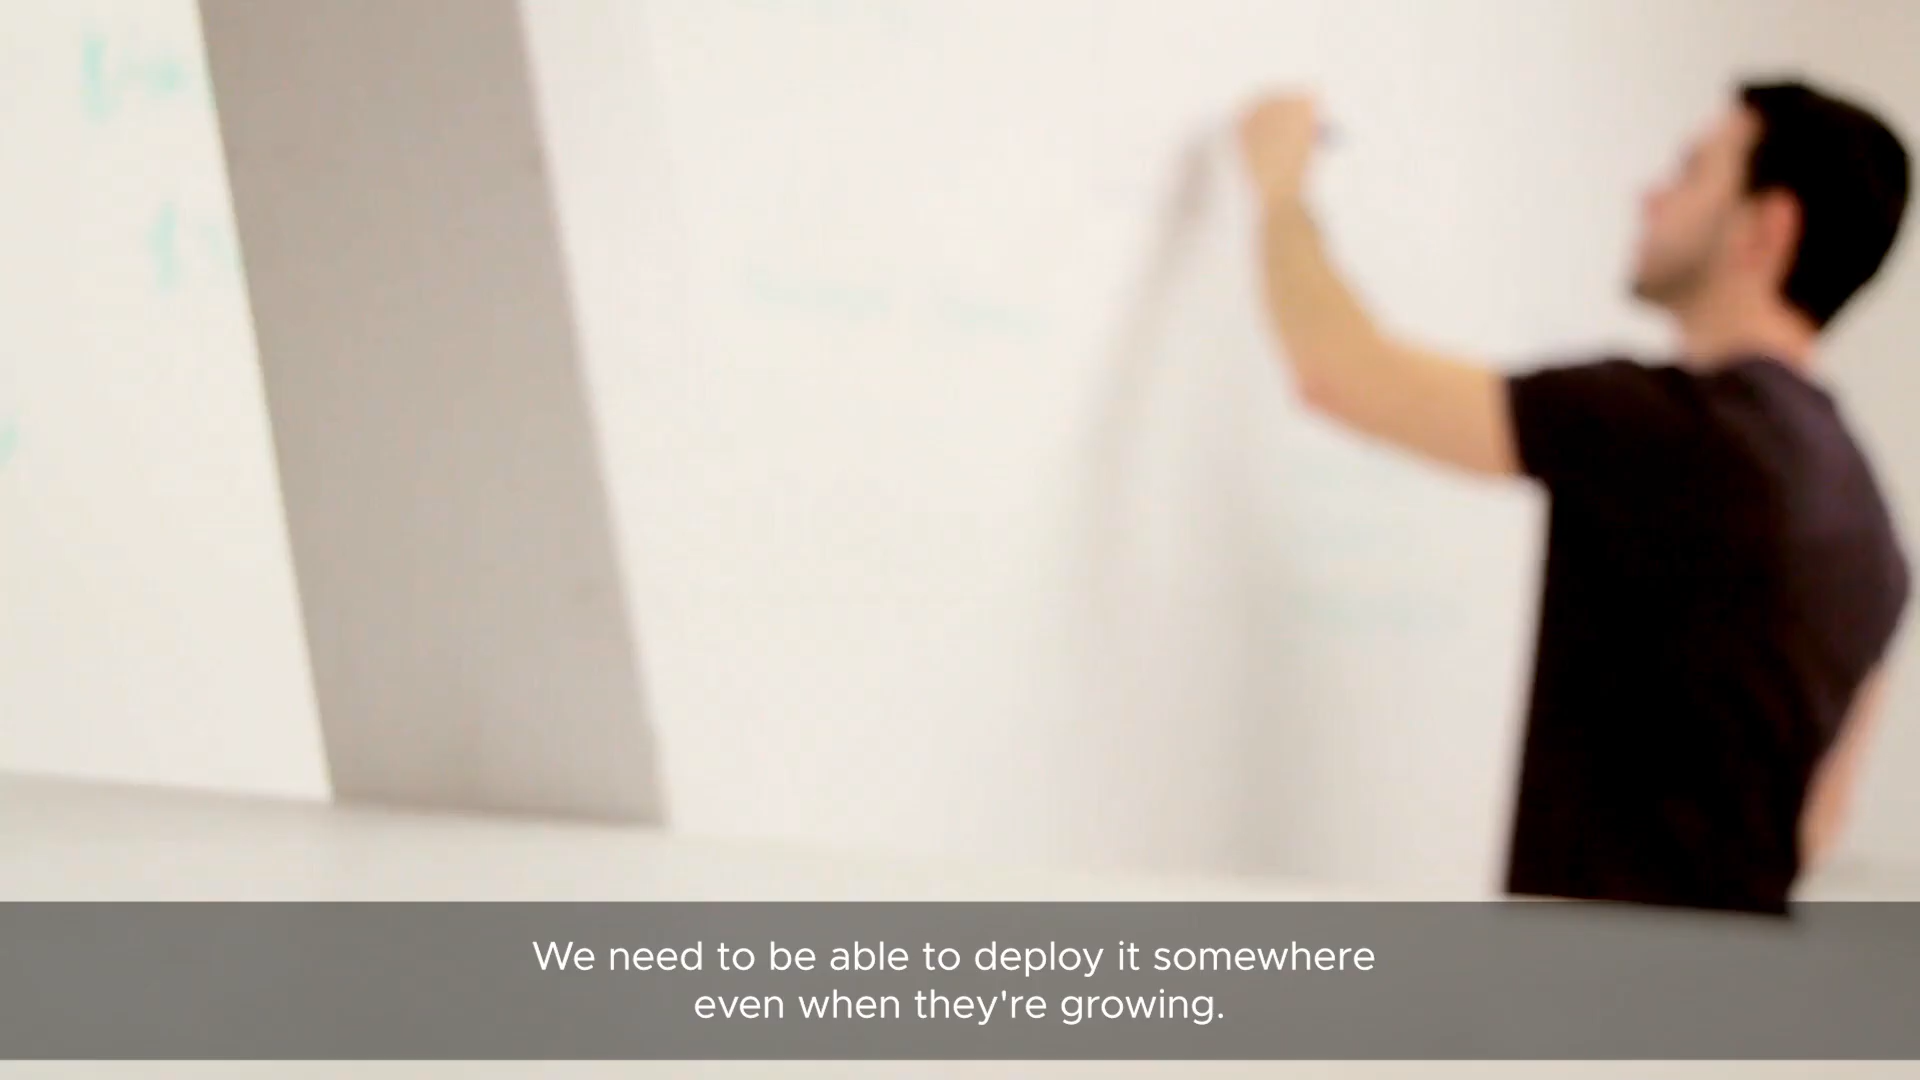 We need to be able to deploy it somewhere
even when they're growing.